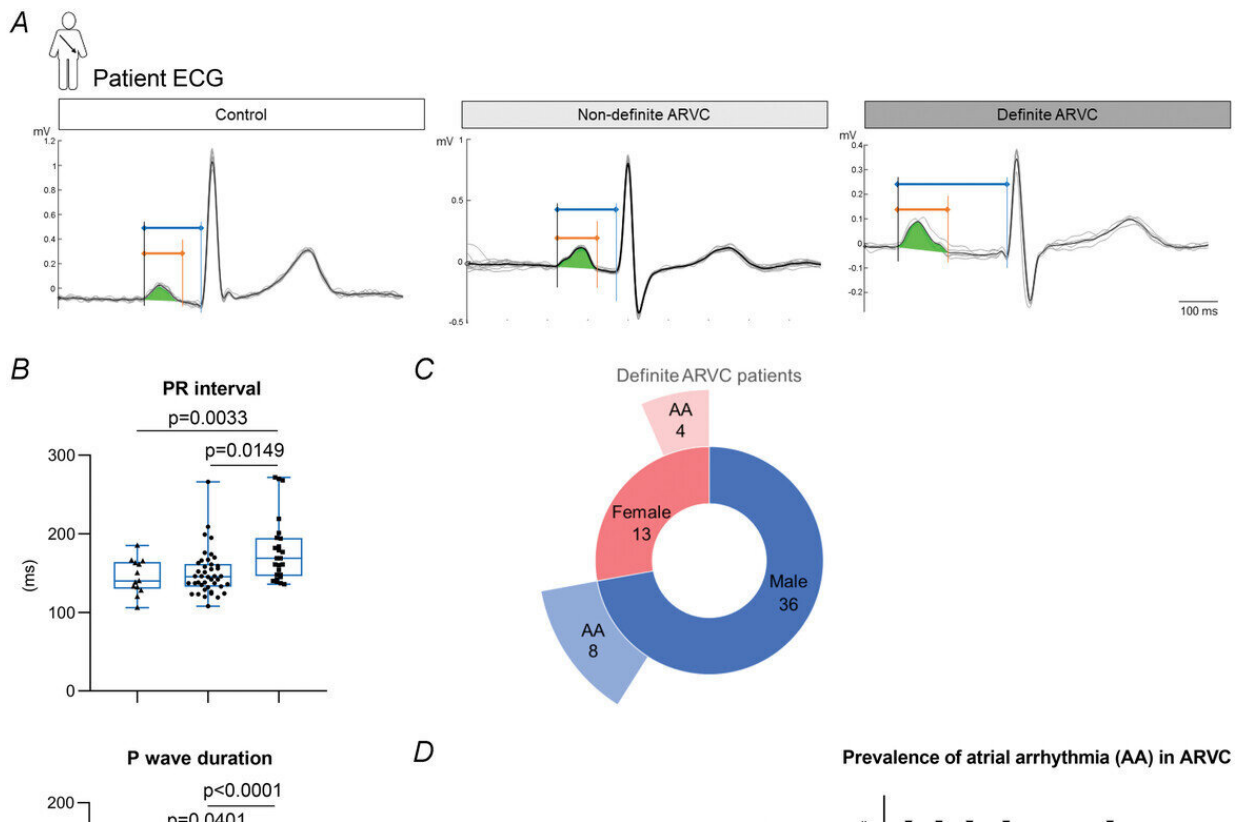 A
Patient ECG
Control
Non-definite ARVC
Definite ARVC
mV
1.2
1
0.8
0.6
0.4
0.2
0
mV
1
0.5
0
-0.5
mV
0.4
0.3
0.2
0.1
0
-0.1
-0.2
100 ms
B
PR interval
p=0.0033
p=0.0149
300
200
100
0
(ms)
C
Definite ARVC patients
AA
4
Female
13
Male
36
AA
8
P wave duration
p<0.0001
p=0.0401
200
D
Prevalence of atrial arrhythmia (AA) in ARVC